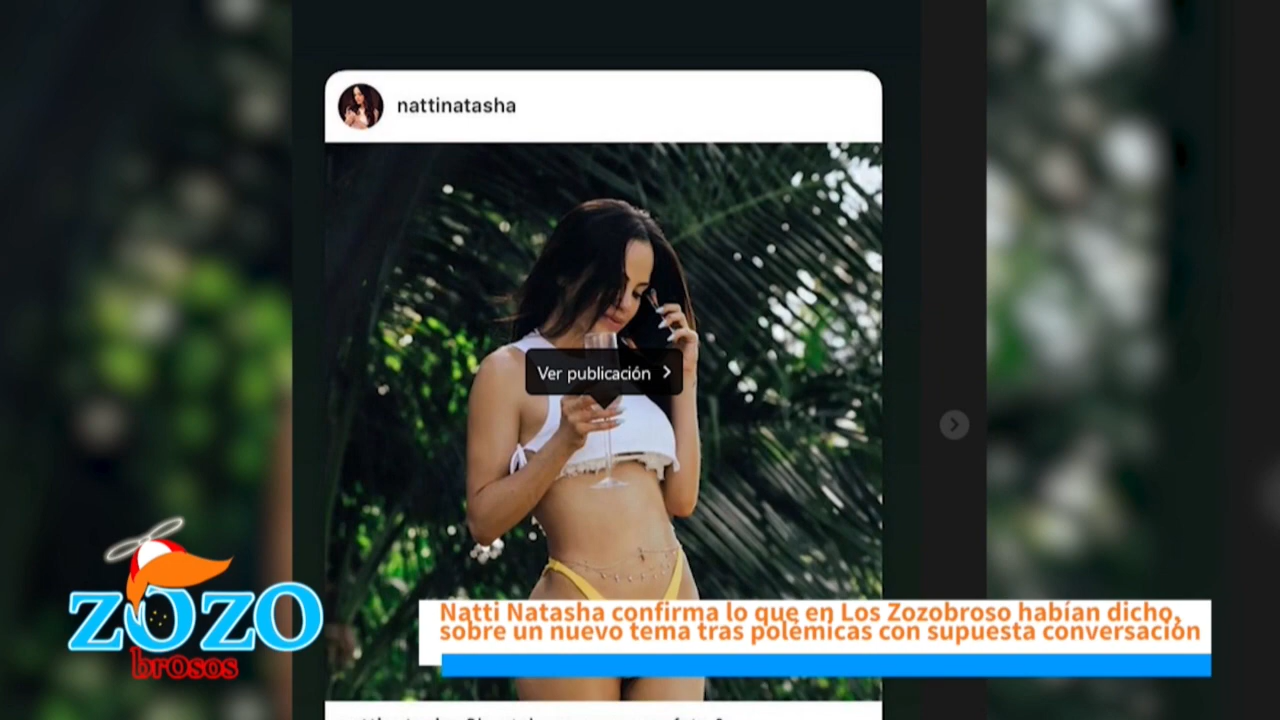 nattinatasha
Ver publicación
ZOZO
brosos
Natti Natasha confirma lo que en Los Zozobroso habían dicho,
sobre un nuevo tema tras polémicas con supuesta conversación